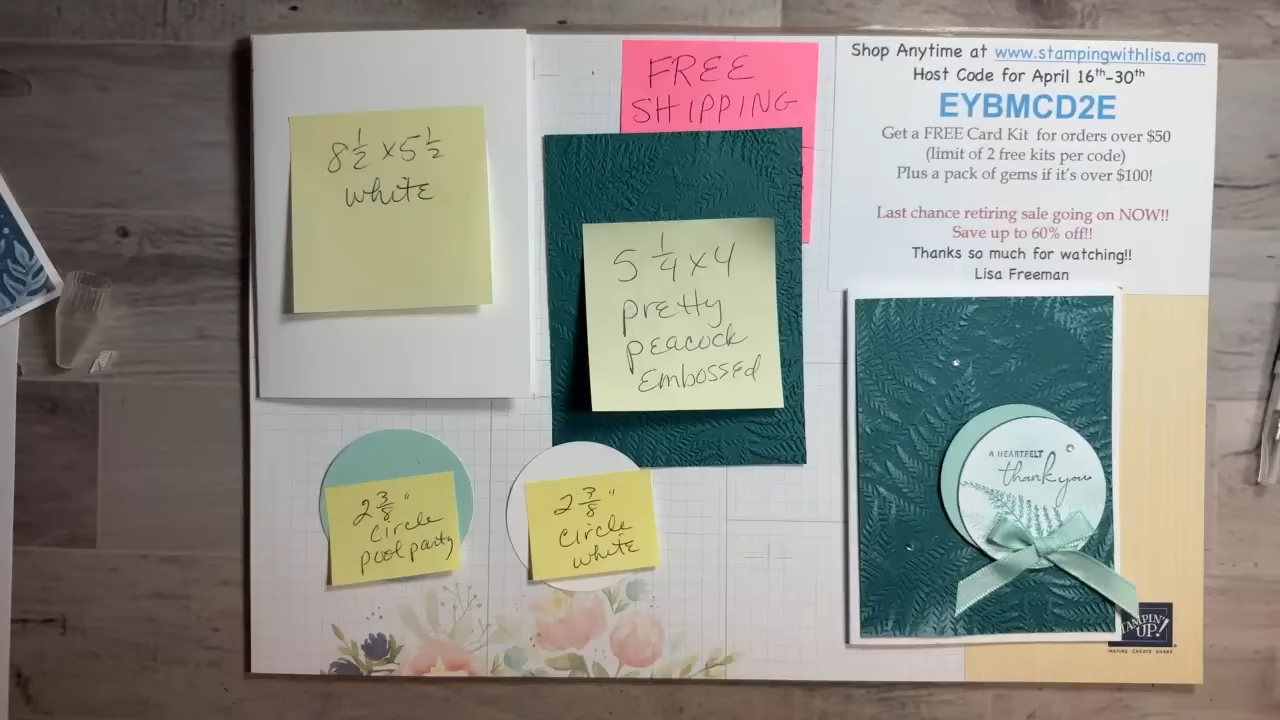 8 1/2 x 5 1/2
white
FREE
SHIPPING
5 1/4 x 4
pretty
peacock
Embossed
2 3/8"
circle
pool party
2 3/8"
circle
white
Shop Anytime at www.stampingwithlisa.com
Host Code for April 16th-30th
EYBMCD2E
Get a FREE Card Kit for orders over $50
(limit of 2 free kits per code)
Plus a pack of gems if it's over $100!
Last chance retiring sale going on NOW!!
Save up to 60% off!!
Thanks so much for watching!!
Lisa Freeman
A HEARTFELT
thank you
STAMPIN'
UP!
INSPIRE · CREATE · SHARE